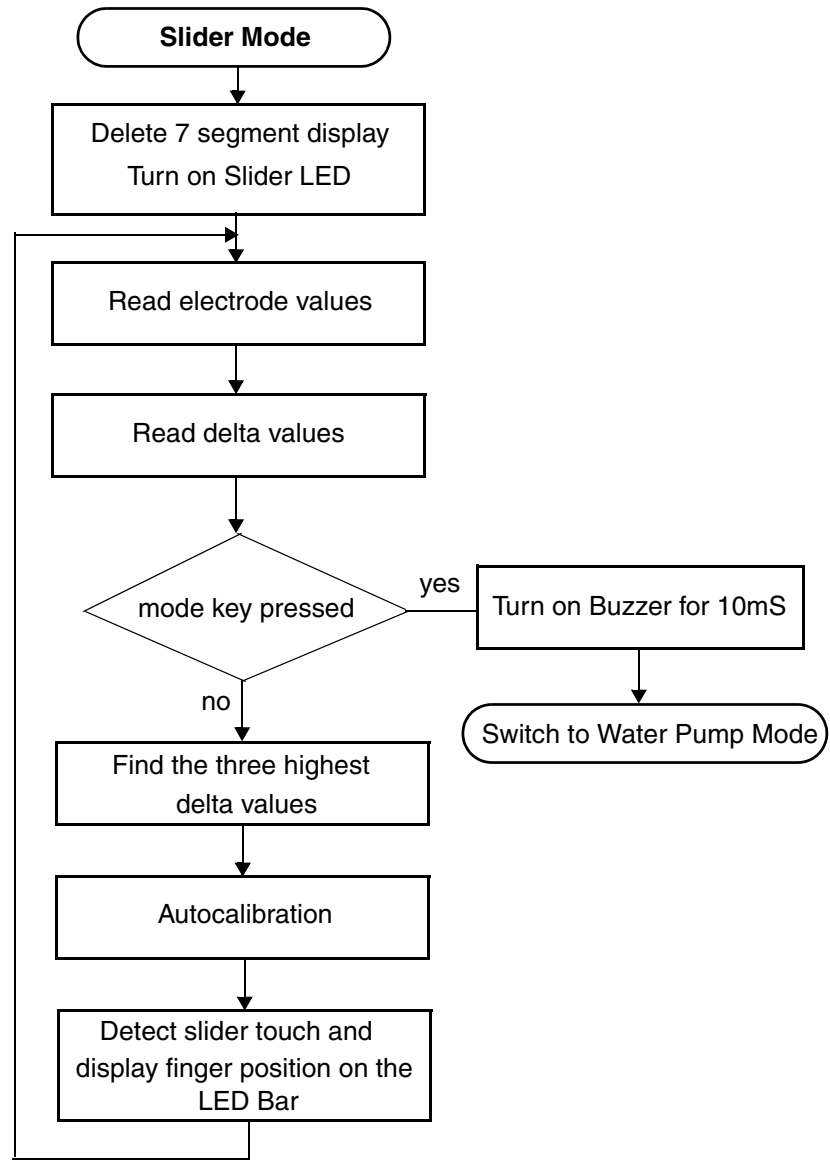 Slider Mode
Delete 7 segment display
Turn on Slider LED
Read electrode values
Read delta values
mode key pressed
yes
Turn on Buzzer for 10mS
no
Switch to Water Pump Mode
Find the three highest
delta values
Autocalibration
Detect slider touch and
display finger position on the
LED Bar